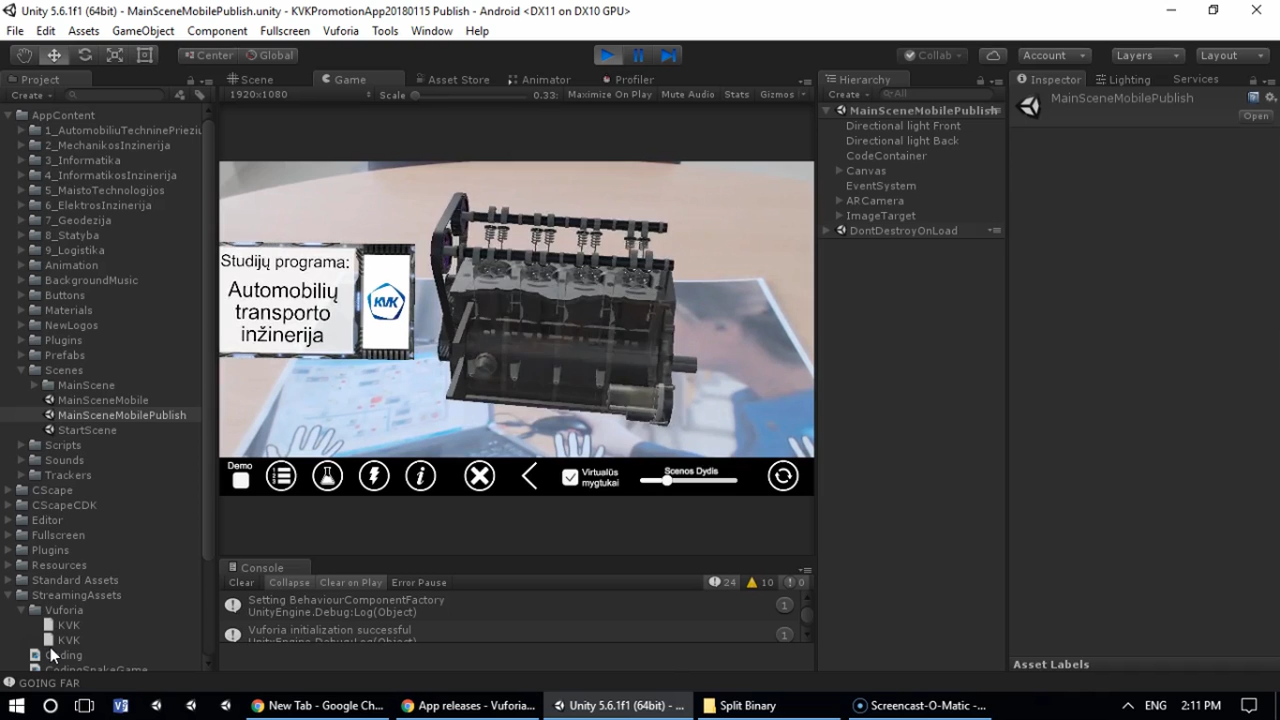 Unity 5.6.1f1 (64bit) - MainSceneMobilePublish.unity - KVKPromotionApp20180115 Publish - Android <DX11 on DX10 GPU>
File Edit Assets GameObject Component Fullscreen Vuforia Tools Window Help
Center Global Collab Account Layers Layout
Project Scene Game Asset Store Animator Profiler Hierarchy Inspector Lighting Services
Create 1920x1080 Scale 0.33: Maximize On Play Mute Audio Stats Gizmos Create All MainSceneMobilePublish
Open
AppContent
1_AutomobiliuTechninePrieziu
2_MechanikosInzinerija
3_Informatika
4_InformatikosInzinerija
5_MaistoTechnologijos
6_ElektrosInzinerija
7_Geodezija
8_Statyba
9_Logistika
Animation
BackgroundMusic
Buttons
Materials
NewLogos
Plugins
Prefabs
Scenes
MainScene
MainSceneMobile
MainSceneMobilePublish
StartScene
Scripts
Sounds
Trackers
CScape
CScapeCDK
Editor
Fullscreen
Plugins
Resources
Standard Assets
StreamingAssets
Vuforia
KVK
KVK
CodingSnakeGame
GOING FAR
Studijų programa:
Automobilių
transporto
inžinerija
KVK
Demo
Virtualūs
mygtukai
Scenos Dydis
Console
Clear Collapse Clear on Play Error Pause 24 10 0
Setting BehaviourComponentFactory 1
UnityEngine.Debug:Log(Object)
Vuforia initialization successful 1
UnityEngine.Debug:Log(Object)
MainSceneMobilePublish
Directional light Front
Directional light Back
CodeContainer
Canvas
EventSystem
ARCamera
ImageTarget
DontDestroyOnLoad
Asset Labels
New Tab - Google Ch... App releases - Vuforia... Unity 5.6.1f1 (64bit) - ... Split Binary Screencast-O-Matic - ... ENG 2:11 PM